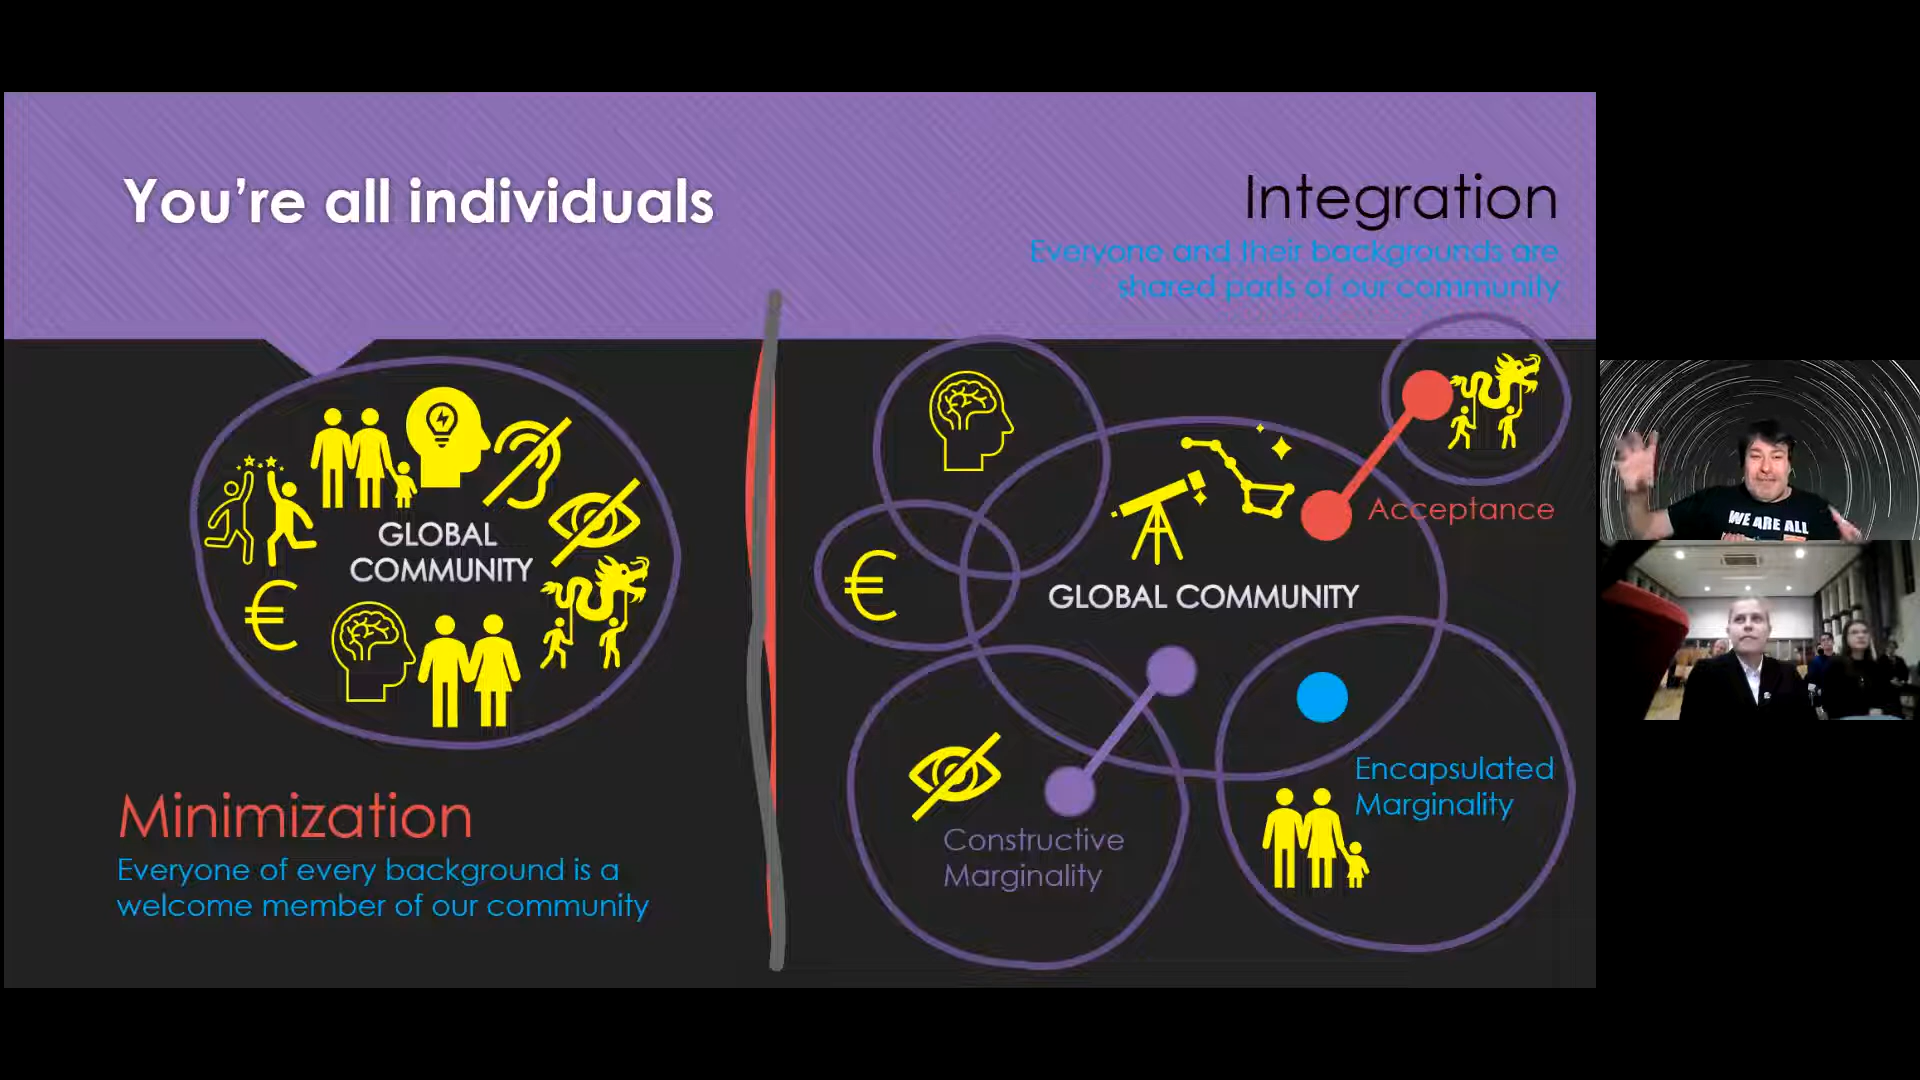 You're all individuals
Integration
Everyone and their backgrounds are
shared parts of our community
GLOBAL
COMMUNITY
€
Minimization
Everyone of every background is a
welcome member of our community
Acceptance
€
GLOBAL COMMUNITY
Encapsulated
Marginality
Constructive
Marginality
WE ARE ALL